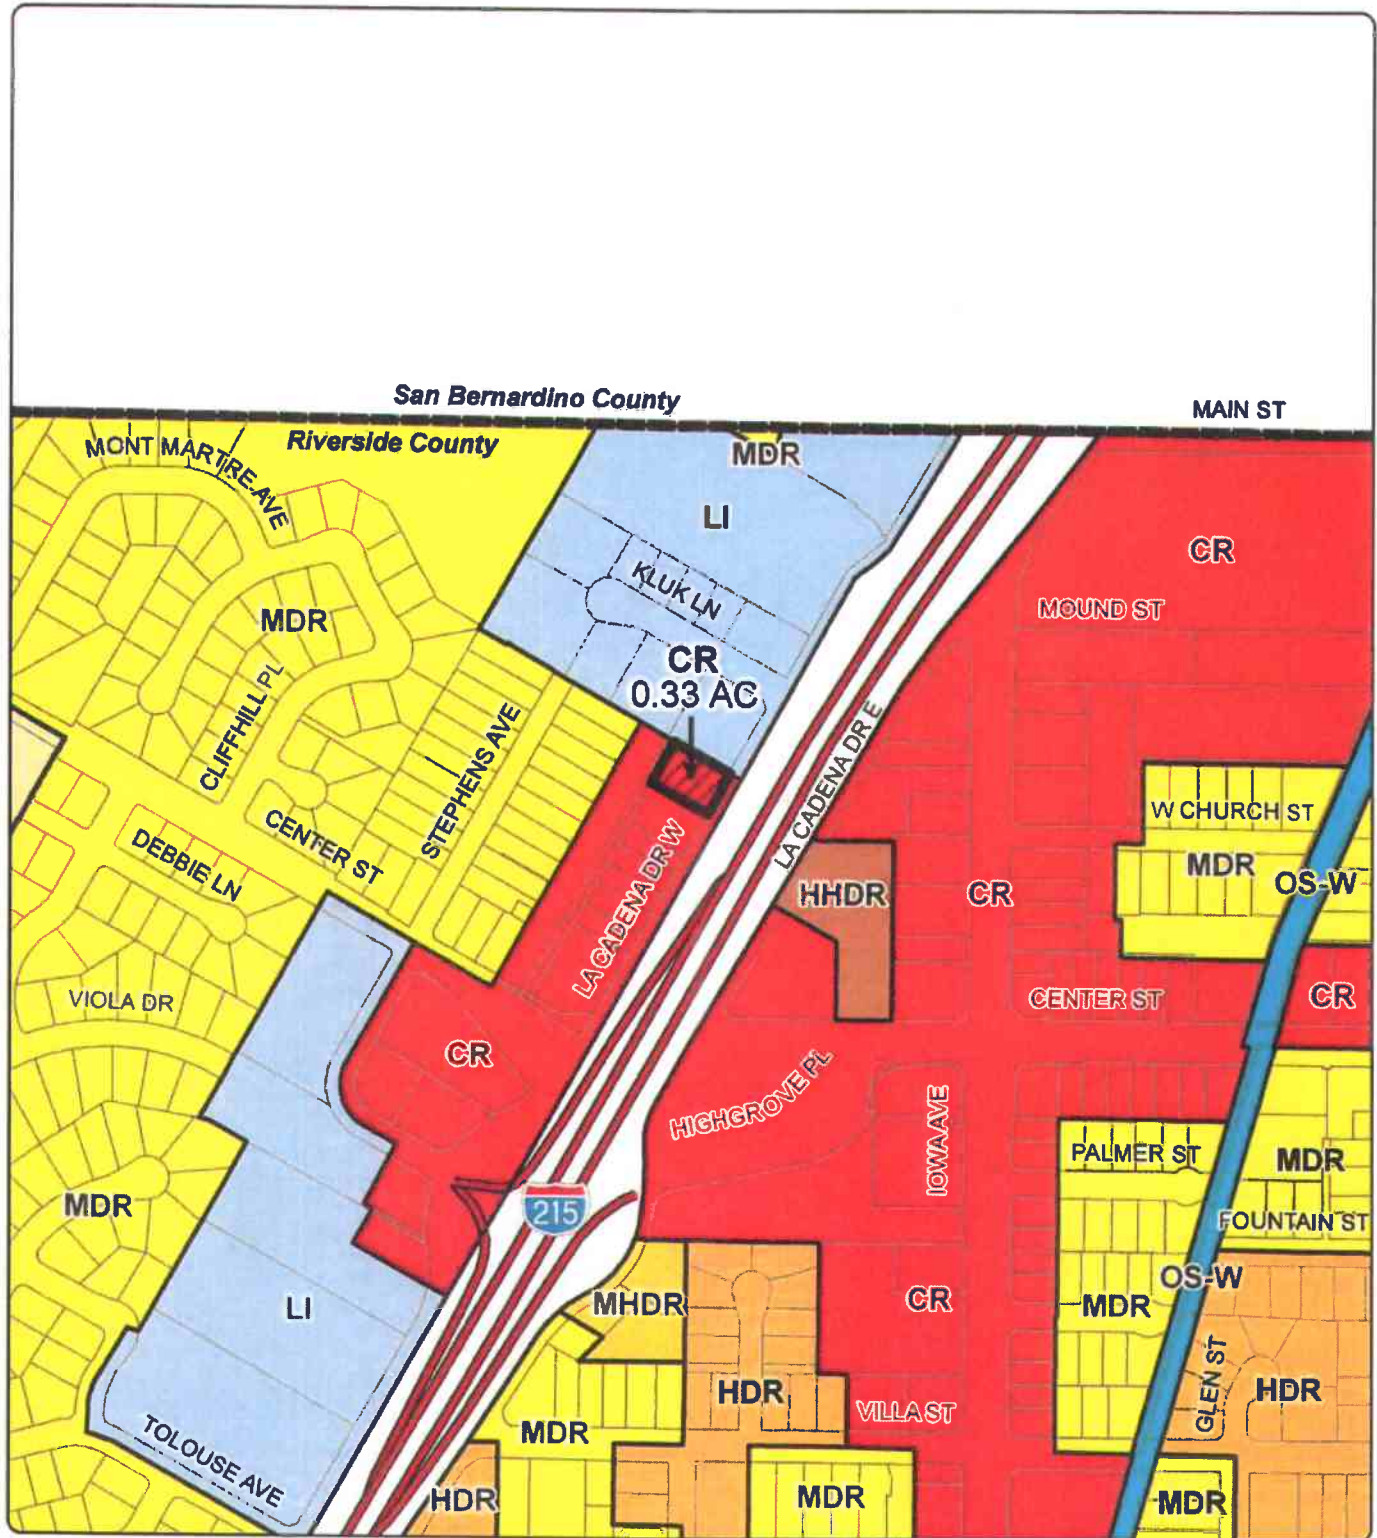 San Bernardino County
MAIN ST
Riverside County
MONT MARTRE AVE
MDR
LI
CR
KLUK LN
MOUND ST
MDR
CR
0.33 AC
CLIFFHILL PL
STEPHENS AVE
LA CADENA DR E
W CHURCH ST
CENTER ST
DEBBIE LN
LA CADENA DR W
HHDR
CR
MDR
OS-W
VIOLA DR
CENTER ST
CR
CR
HIGHGROVE PL
IOWA AVE
PALMER ST
MDR
MDR
215
FOUNTAIN ST
OS-W
LI
MHDR
CR
MDR
GLEN ST
HDR
HDR
VILLA ST
MDR
TOLOUSE AVE
HDR
MDR
MDR